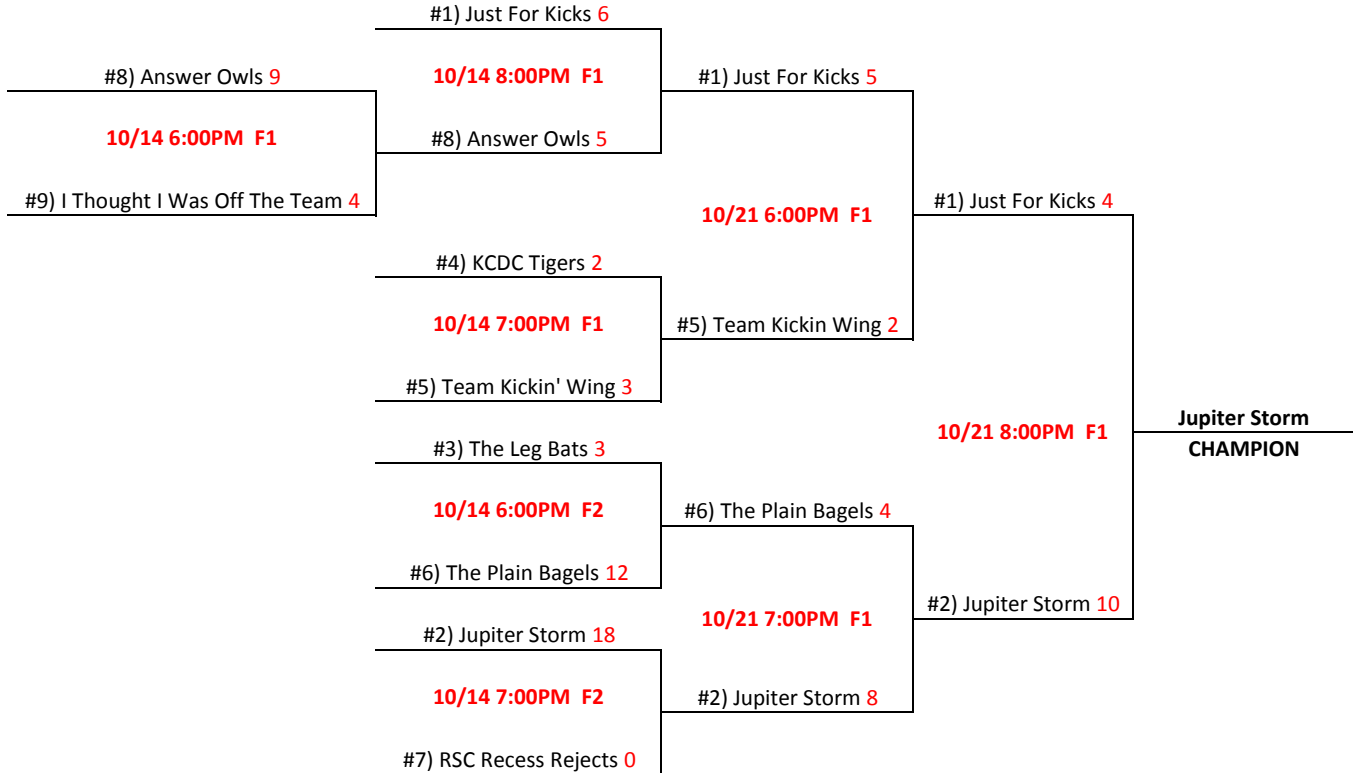 #1) Just For Kicks 6
#8) Answer Owls 9
10/14 8:00PM F1
#1) Just For Kicks 5
10/14 6:00PM F1
#8) Answer Owls 5
#9) I Thought I Was Off The Team 4
10/21 6:00PM F1
#1) Just For Kicks 4
#4) KCDC Tigers 2
10/14 7:00PM F1
#5) Team Kickin Wing 2
#5) Team Kickin' Wing 3
10/21 8:00PM F1
Jupiter Storm
CHAMPION
#3) The Leg Bats 3
10/14 6:00PM F2
#6) The Plain Bagels 4
#6) The Plain Bagels 12
10/21 7:00PM F1
#2) Jupiter Storm 10
#2) Jupiter Storm 18
10/14 7:00PM F2
#2) Jupiter Storm 8
#7) RSC Recess Rejects 0